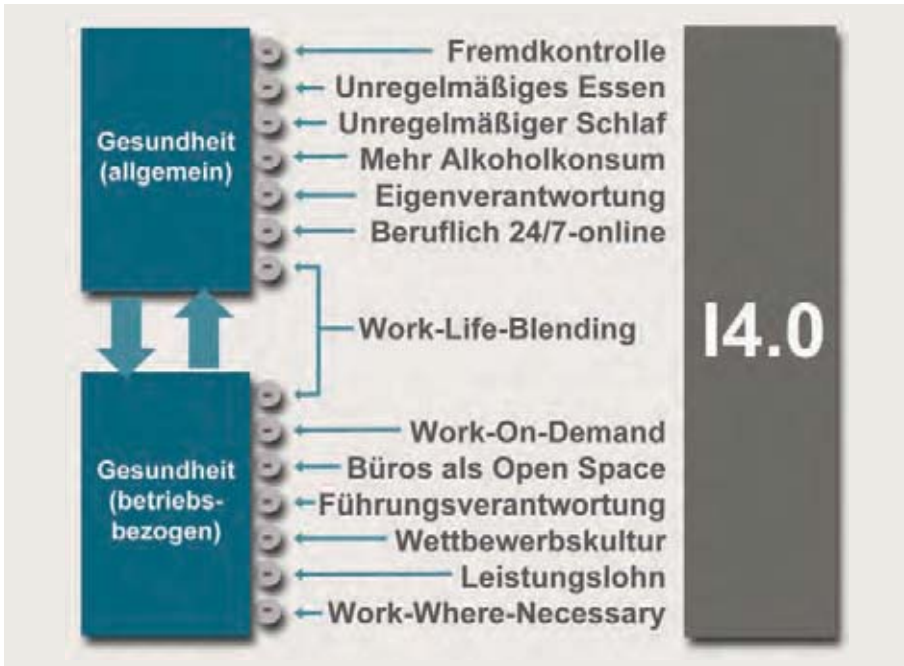 Gesundheit
(allgemein)
Fremdkontrolle
Unregelmäßiges Essen
Unregelmäßiger Schlaf
Mehr Alkoholkonsum
Eigenverantwortung
Beruflich 24/7-online
Work-Life-Blending
I4.0
Gesundheit
(betriebs-
bezogen)
Work-On-Demand
Büros als Open Space
Führungsverantwortung
Wettbewerbskultur
Leistungslohn
Work-Where-Necessary